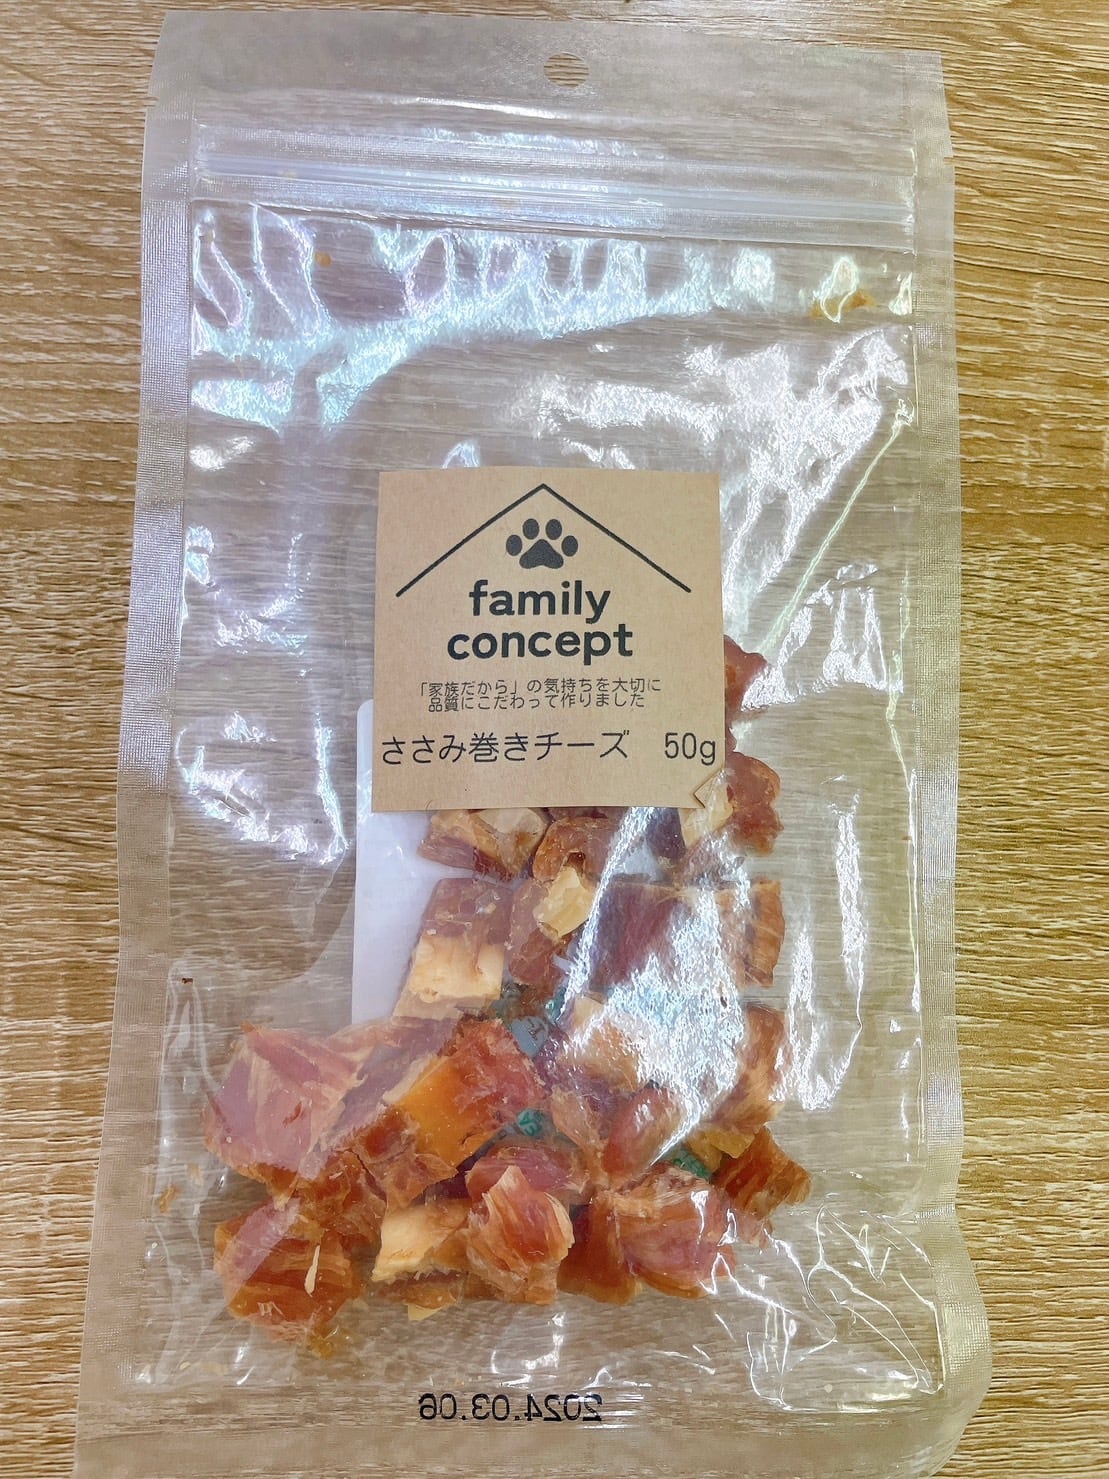 family
concept
「家族だから」の気持ちを大切に
品質にこだわって作りました
ささみ巻きチーズ 50g
2024.03.06